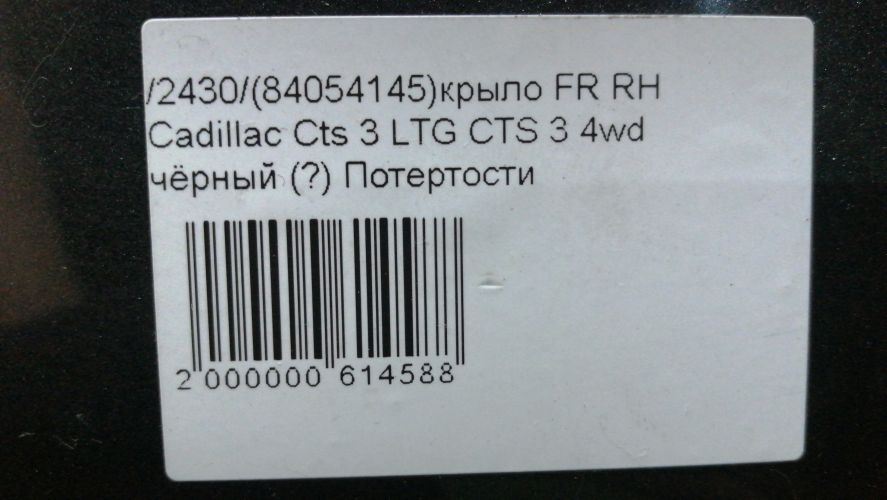 /2430/(84054145)крыло FR RH
Cadillac Cts 3 LTG CTS 3 4wd
чёрный (?) Потертости
2 000000 614588